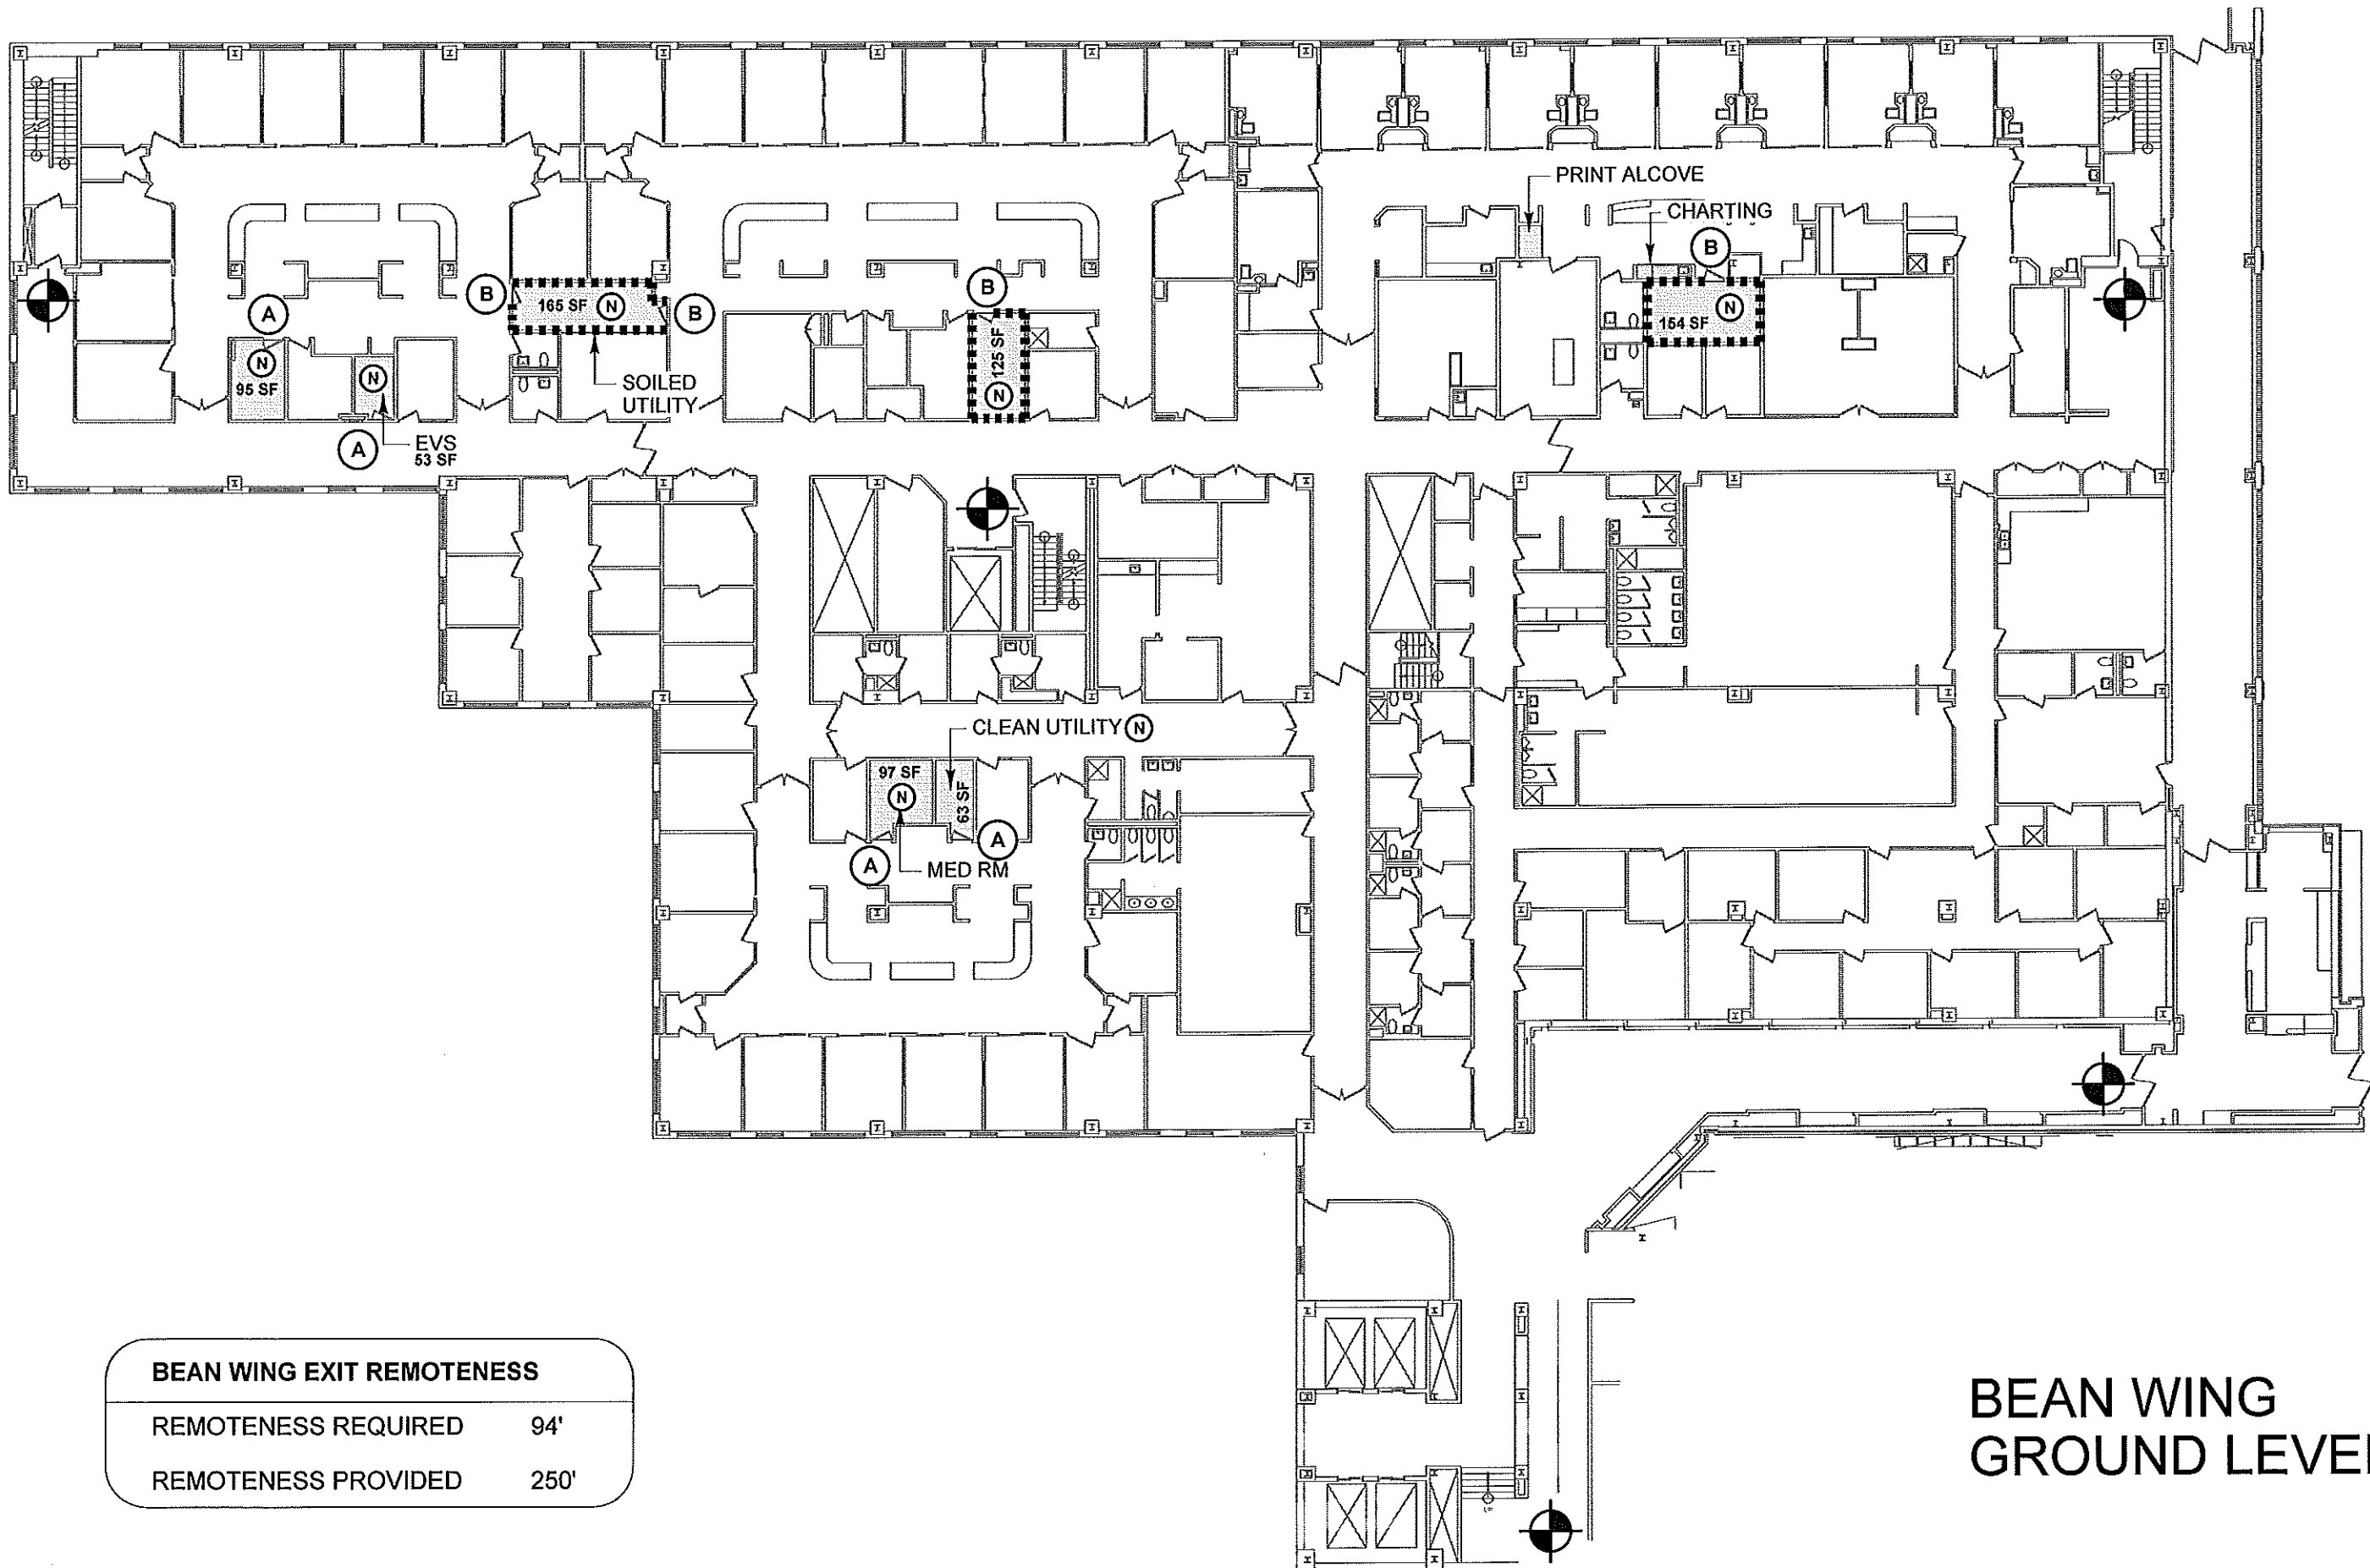 PRINT ALCOVE
CHARTING
B
N
154 SF
B
165 SF
N
B
B
125 SF
N
SOILED
UTILITY
A
N
95 SF
N
A
EVS
53 SF
CLEAN UTILITY N
97 SF
N
63 SF
A
A
MED RM
BEAN WING EXIT REMOTENESS
REMOTENESS REQUIRED 94'
REMOTENESS PROVIDED 250'
BEAN WING
GROUND LEVEL